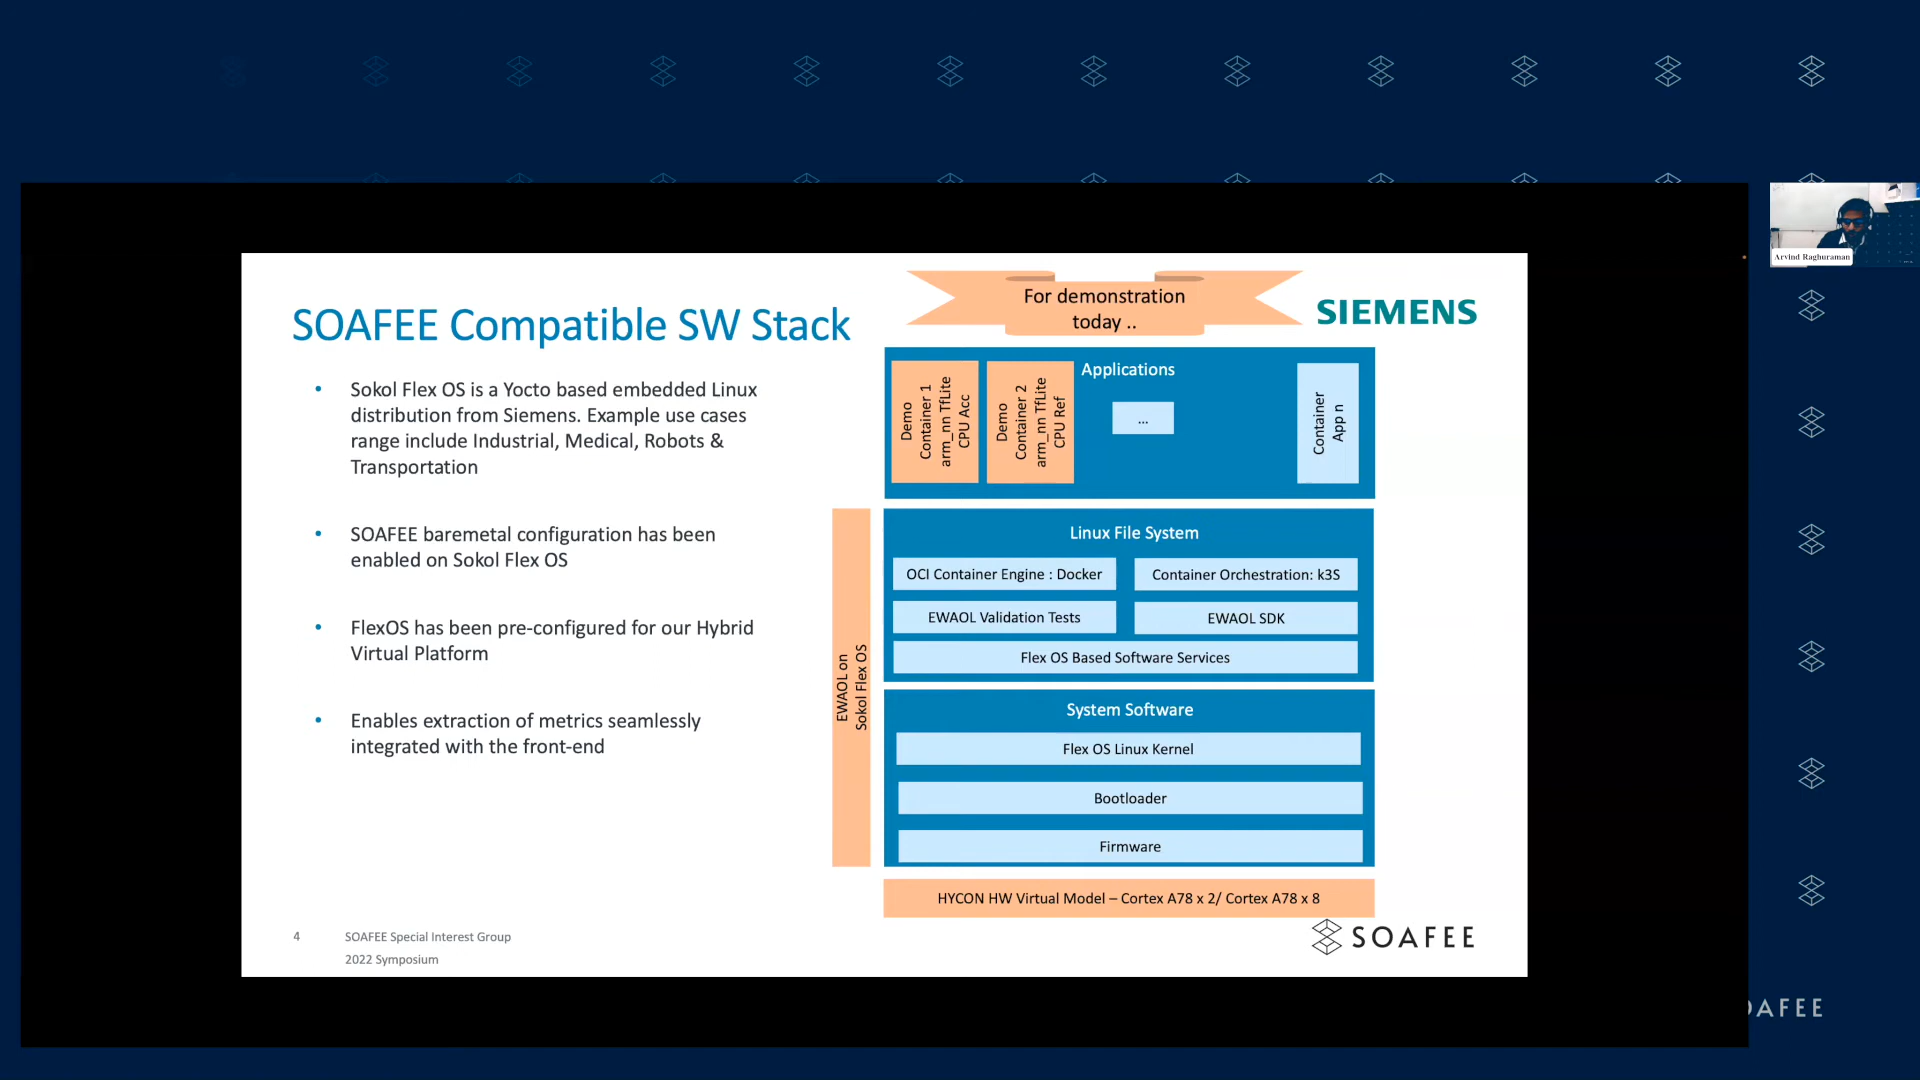 For demonstration
today ..
SIEMENS
SOAFEE Compatible SW Stack
• Sokol Flex OS is a Yocto based embedded Linux
distribution from Siemens. Example use cases
range include Industrial, Medical, Robots &
Transportation
• SOAFEE baremetal configuration has been
enabled on Sokol Flex OS
• FlexOS has been pre-configured for our Hybrid
Virtual Platform
• Enables extraction of metrics seamlessly
integrated with the front-end
Applications
Demo
Container 1
arm_nn TfLite
CPU Acc
Demo
Container 2
arm_nn TfLite
CPU Ref
...
Container
App n
EWAOL on
Sokol Flex OS
Linux File System
OCI Container Engine : Docker
Container Orchestration: k3S
EWAOL Validation Tests
EWAOL SDK
Flex OS Based Software Services
System Software
Flex OS Linux Kernel
Bootloader
Firmware
HYCON HW Virtual Model – Cortex A78 x 2/ Cortex A78 x 8
4
SOAFEE Special Interest Group
2022 Symposium
SOAFEE
Arvind Raghuraman
OAFEE